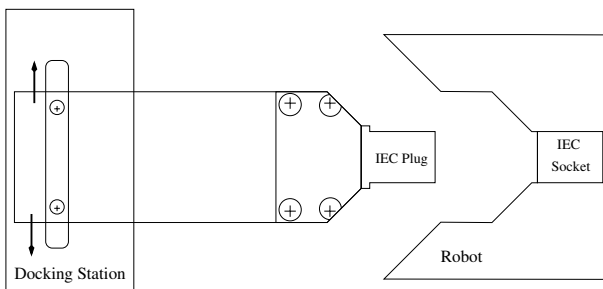 IEC Plug
IEC
Socket
Robot
Docking Station